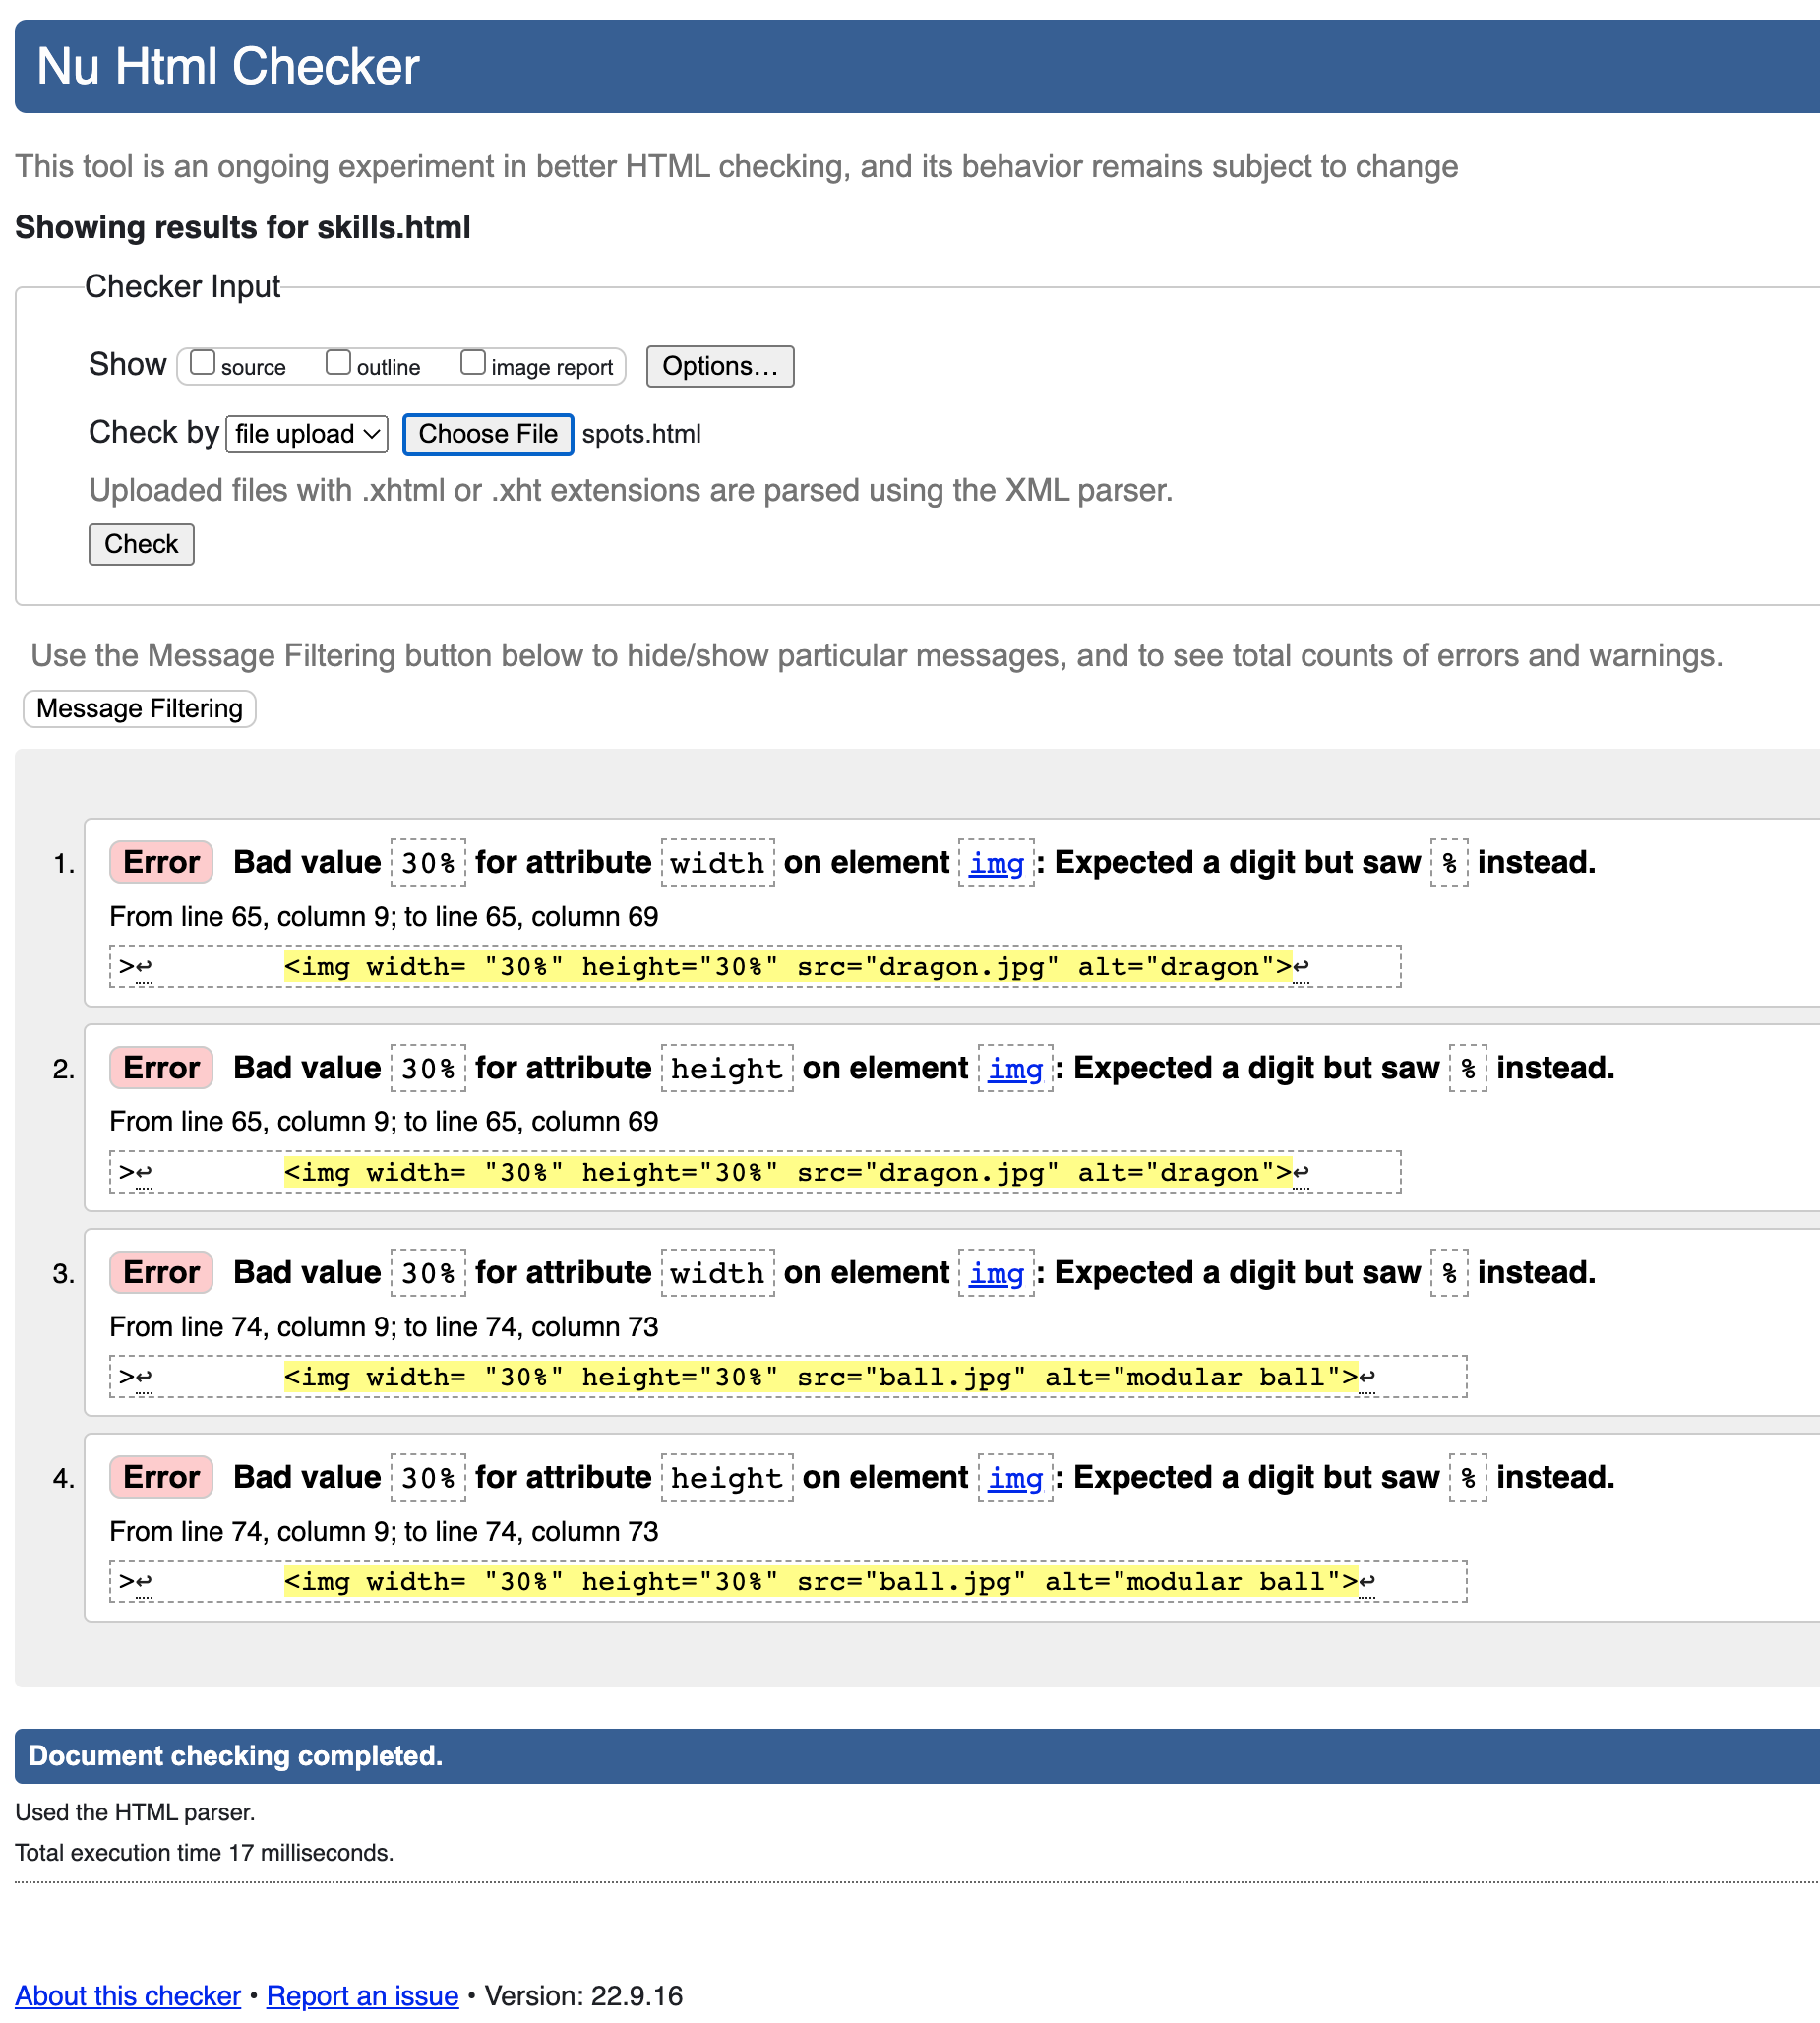 Nu Html Checker
This tool is an ongoing experiment in better HTML checking, and its behavior remains subject to change
Showing results for skills.html
Checker Input
Show source outline image report Options...
Check by file upload Choose File spots.html
Uploaded files with .xhtml or .xht extensions are parsed using the XML parser.
Check
Use the Message Filtering button below to hide/show particular messages, and to see total counts of errors and warnings.
Message Filtering
1. Error Bad value 30% for attribute width on element img: Expected a digit but saw % instead.
From line 65, column 9; to line 65, column 69
>↩ <img width= "30%" height="30%" src="dragon.jpg" alt="dragon">↩
2. Error Bad value 30% for attribute height on element img: Expected a digit but saw % instead.
From line 65, column 9; to line 65, column 69
>↩ <img width= "30%" height="30%" src="dragon.jpg" alt="dragon">↩
3. Error Bad value 30% for attribute width on element img: Expected a digit but saw % instead.
From line 74, column 9; to line 74, column 73
>↩ <img width= "30%" height="30%" src="ball.jpg" alt="modular ball">↩
4. Error Bad value 30% for attribute height on element img: Expected a digit but saw % instead.
From line 74, column 9; to line 74, column 73
>↩ <img width= "30%" height="30%" src="ball.jpg" alt="modular ball">↩
Document checking completed.
Used the HTML parser.
Total execution time 17 milliseconds.
About this checker • Report an issue • Version: 22.9.16